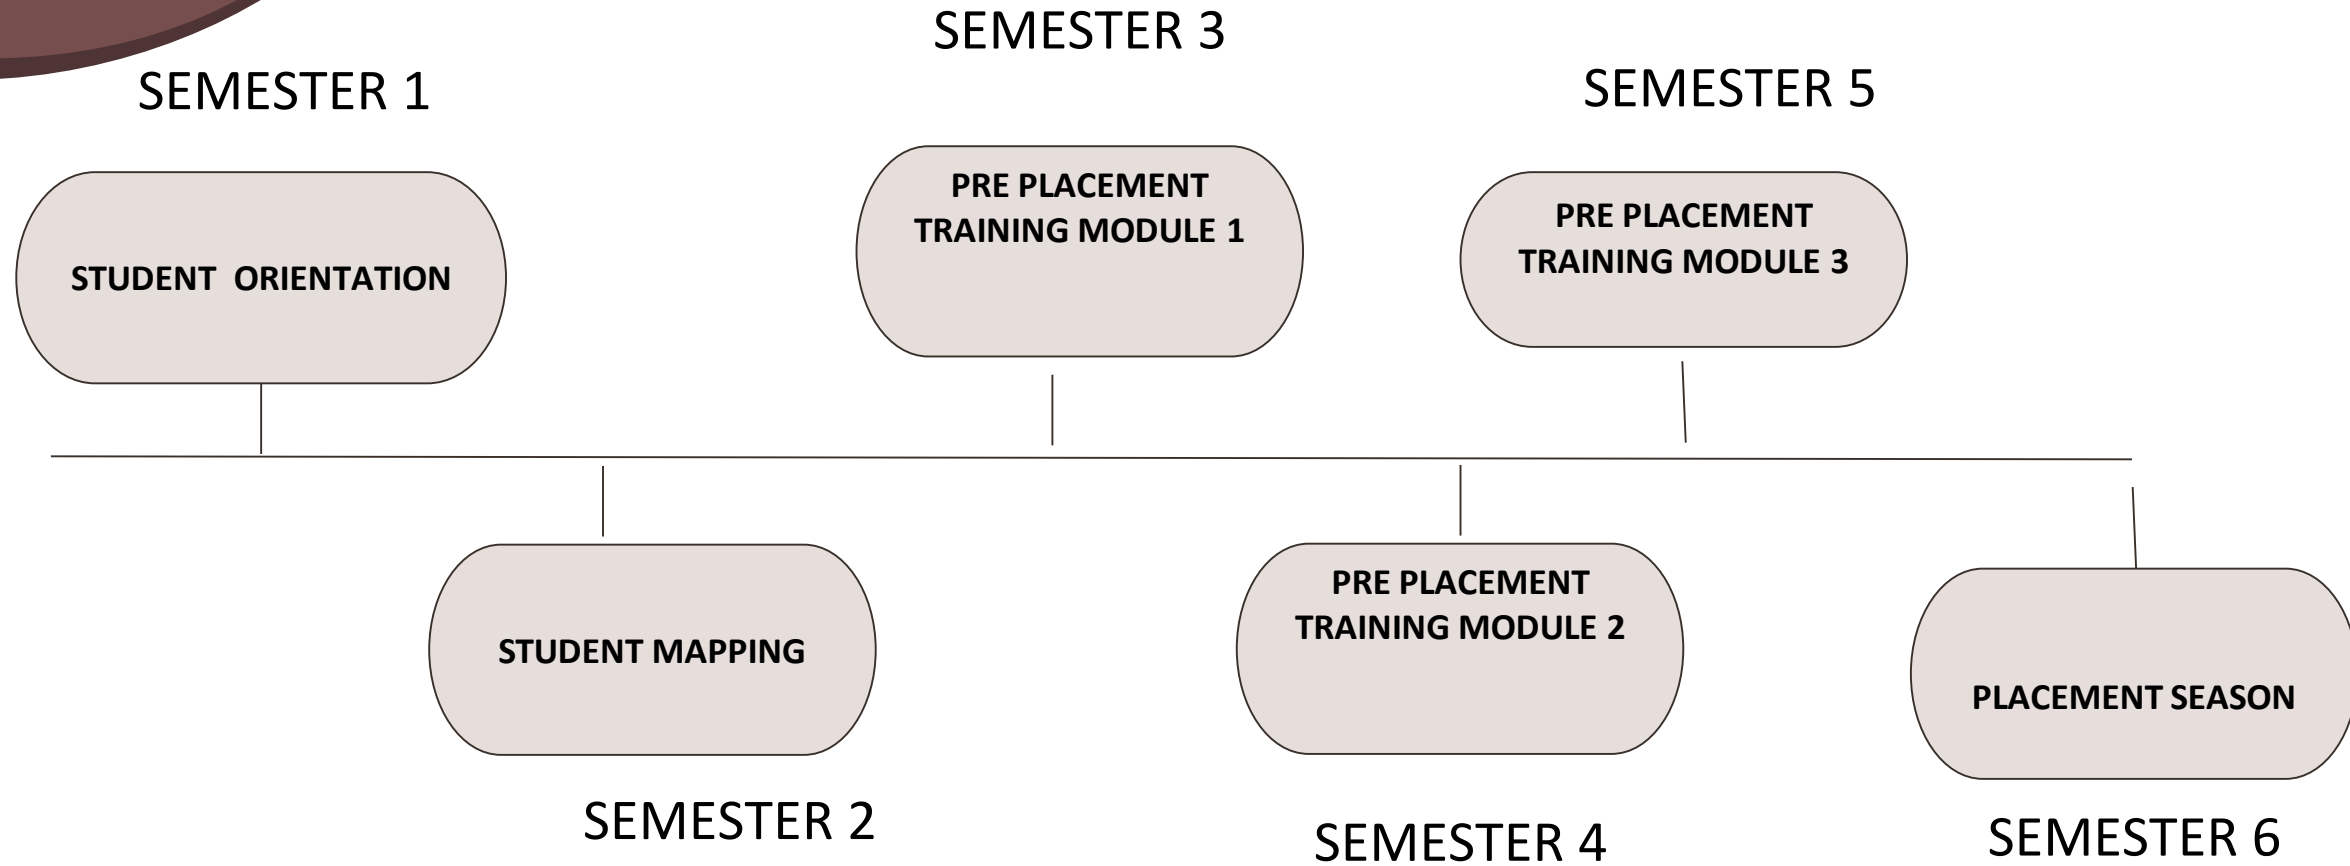 SEMESTER 1
STUDENT  ORIENTATION
STUDENT MAPPING
SEMESTER 2
SEMESTER 3
PRE PLACEMENT
TRAINING MODULE 1
PRE PLACEMENT
TRAINING MODULE 2
SEMESTER 4
SEMESTER 5
PRE PLACEMENT
TRAINING MODULE 3
PLACEMENT SEASON
SEMESTER 6